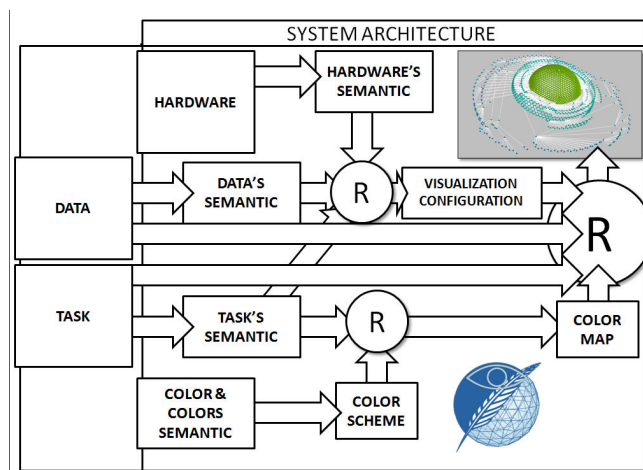 SYSTEM ARCHITECTURE
HARDWARE
HARDWARE'S
SEMANTIC
DATA
DATA'S
SEMANTIC
R
VISUALIZATION
CONFIGURATION
R
TASK
TASK'S
SEMANTIC
R
COLOR
MAP
COLOR &
COLORS
SEMANTIC
COLOR
SCHEME